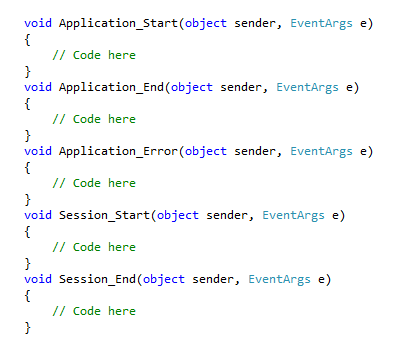 void Application_Start(object sender, EventArgs e)
{
    // Code here
}
void Application_End(object sender, EventArgs e)
{
    // Code here
}
void Application_Error(object sender, EventArgs e)
{
    // Code here
}
void Session_Start(object sender, EventArgs e)
{
    // Code here
}
void Session_End(object sender, EventArgs e)
{
    // Code here
}